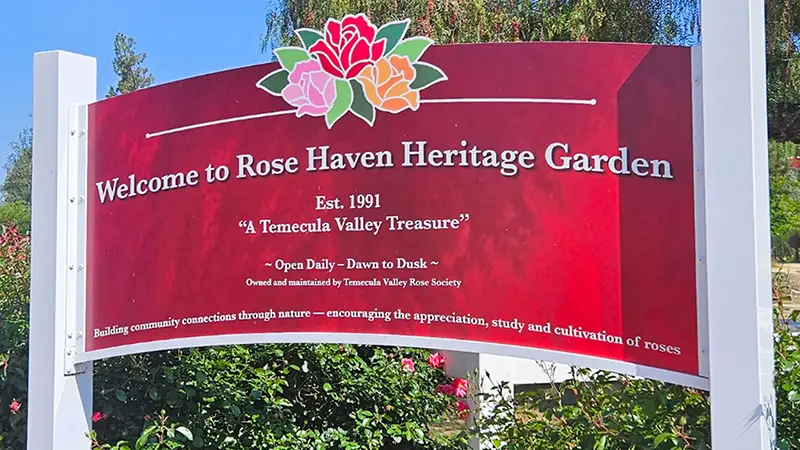 Welcome to Rose Haven Heritage Garden
Est. 1991
“A Temecula Valley Treasure”
~ Open Daily – Dawn to Dusk ~
Owned and maintained by Temecula Valley Rose Society
Building community connections through nature — encouraging the appreciation, study and cultivation of roses